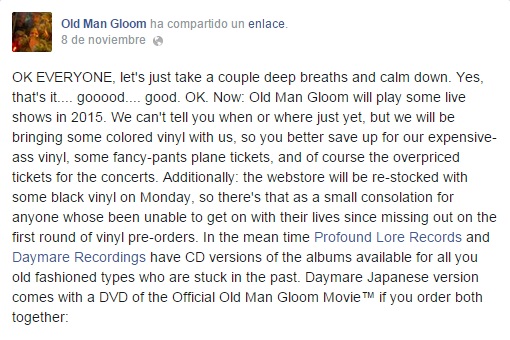 Old Man Gloom ha compartido un enlace.
8 de noviembre
OK EVERYONE, let's just take a couple deep breaths and calm down. Yes,
that's it.... gooood.... good. OK. Now: Old Man Gloom will play some live
shows in 2015. We can't tell you when or where just yet, but we will be
bringing some colored vinyl with us, so you better save up for our expensive-
ass vinyl, some fancy-pants plane tickets, and of course the overpriced
tickets for the concerts. Additionally: the webstore will be re-stocked with
some black vinyl on Monday, so there's that as a small consolation for
anyone whose been unable to get on with their lives since missing out on the
first round of vinyl pre-orders. In the mean time Profound Lore Records and
Daymare Recordings have CD versions of the albums available for all you
old fashioned types who are stuck in the past. Daymare Japanese version
comes with a DVD of the Official Old Man Gloom Movie™ if you order both
together: